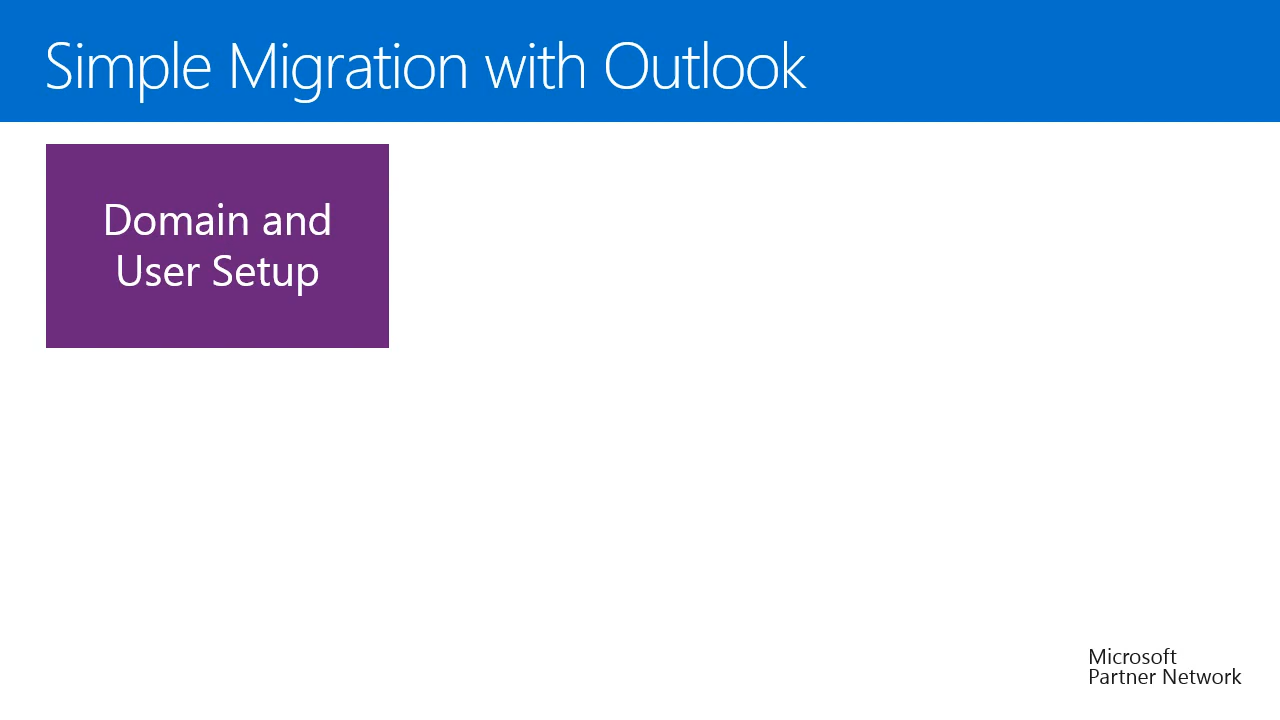 Simple Migration with Outlook
Domain and
User Setup
Microsoft
Partner Network